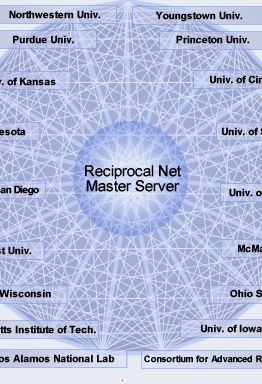 Northwestern Univ.
Youngstown Univ.
Purdue Univ.
Princeton Univ.
. of Kansas
Univ. of Cin
esota
Univ. of
Reciprocal Net
Master Server
an Diego
Univ. o
st Univ.
McMa
Wisconsin
Ohio S
tts Institute of Tech.
Univ. of Iowa
os Alamos National Lab
Consortium for Advanced R